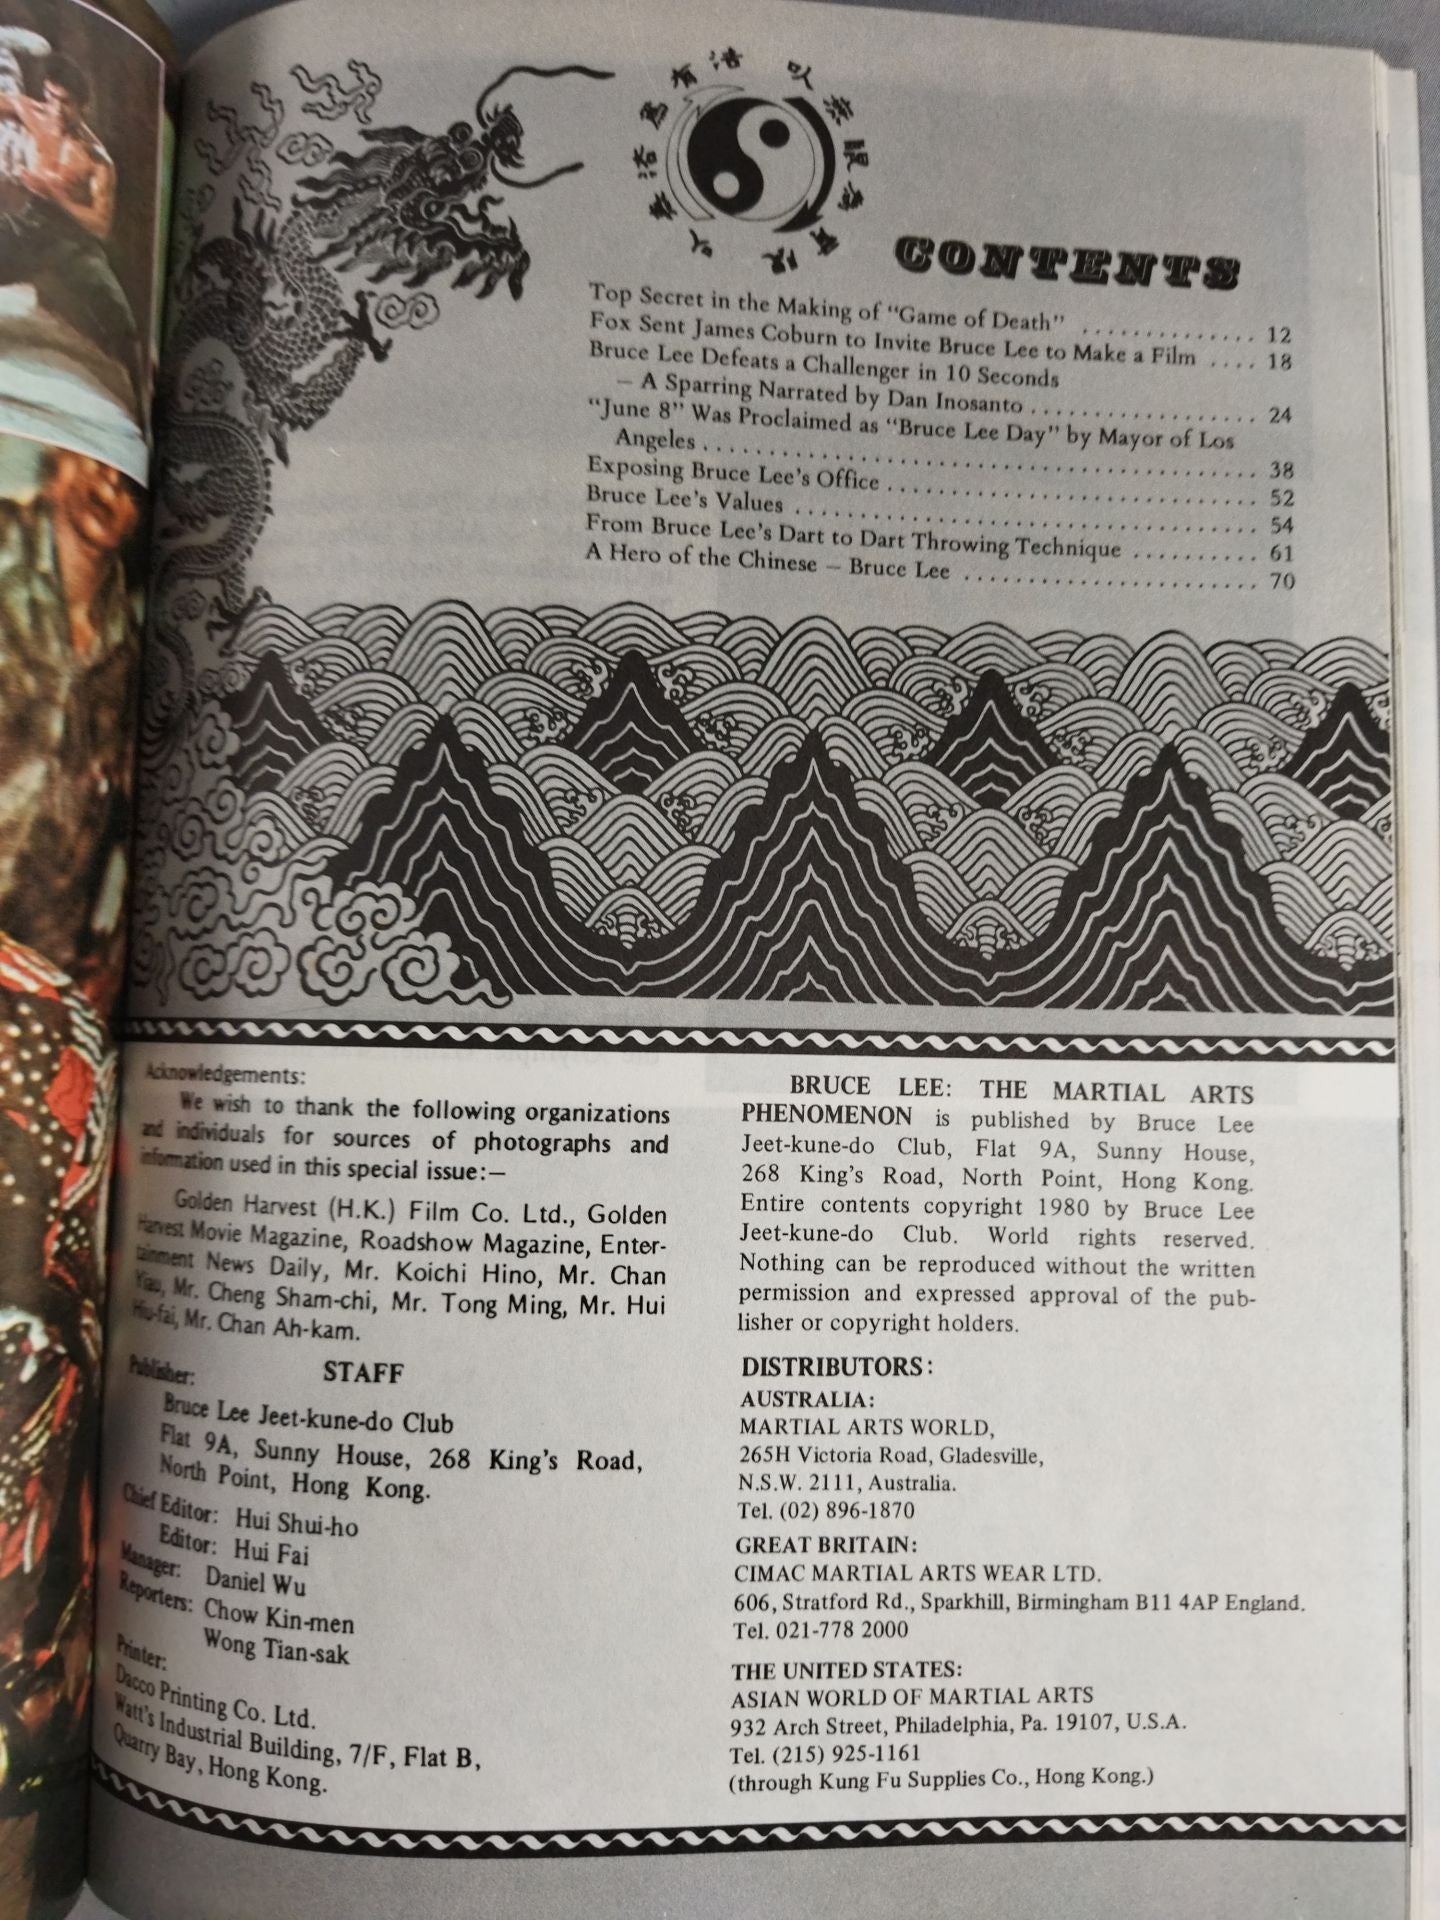 以無限為有限
以無法為有法
CONTENTS
Top Secret in the Making of "Game of Death" .............. 12
Fox Sent James Coburn to Invite Bruce Lee to Make a Film .... 18
Bruce Lee Defeats a Challenger in 10 Seconds
— A Sparring Narrated by Dan Inosanto .................. 24
"June 8" Was Proclaimed as "Bruce Lee Day" by Mayor of Los
Angeles ............................................ 38
Exposing Bruce Lee's Office ............................. 52
Bruce Lee's Values ..................................... 54
From Bruce Lee's Dart to Dart Throwing Technique .......... 61
A Hero of the Chinese — Bruce Lee ....................... 70
Acknowledgements:
We wish to thank the following organizations
and individuals for sources of photographs and
information used in this special issue:—
Golden Harvest (H.K.) Film Co. Ltd., Golden
Harvest Movie Magazine, Roadshow Magazine, Enter-
tainment News Daily, Mr. Koichi Hino, Mr. Chan
Yiau, Mr. Cheng Sham-chi, Mr. Tong Ming, Mr. Hui
Hiu-fai, Mr. Chan Ah-kam.
STAFF
Publisher:
Bruce Lee Jeet-kune-do Club
Flat 9A, Sunny House, 268 King's Road,
North Point, Hong Kong.
Chief Editor: Hui Shui-ho
Editor: Hui Fai
Manager: Daniel Wu
Reporters: Chow Kin-men
Wong Tian-sak
Printer:
Dacco Printing Co. Ltd.
Watt's Industrial Building, 7/F, Flat B,
Quarry Bay, Hong Kong.
BRUCE LEE: THE MARTIAL ARTS
PHENOMENON is published by Bruce Lee
Jeet-kune-do Club, Flat 9A, Sunny House,
268 King's Road, North Point, Hong Kong.
Entire contents copyright 1980 by Bruce Lee
Jeet-kune-do Club. World rights reserved.
Nothing can be reproduced without the written
permission and expressed approval of the pub-
lisher or copyright holders.
DISTRIBUTORS:
AUSTRALIA:
MARTIAL ARTS WORLD,
265H Victoria Road, Gladesville,
N.S.W. 2111, Australia.
Tel. (02) 896-1870
GREAT BRITAIN:
CIMAC MARTIAL ARTS WEAR LTD.
606, Stratford Rd., Sparkhill, Birmingham B11 4AP England.
Tel. 021-778 2000
THE UNITED STATES:
ASIAN WORLD OF MARTIAL ARTS
932 Arch Street, Philadelphia, Pa. 19107, U.S.A.
Tel. (215) 925-1161
(through Kung Fu Supplies Co., Hong Kong.)